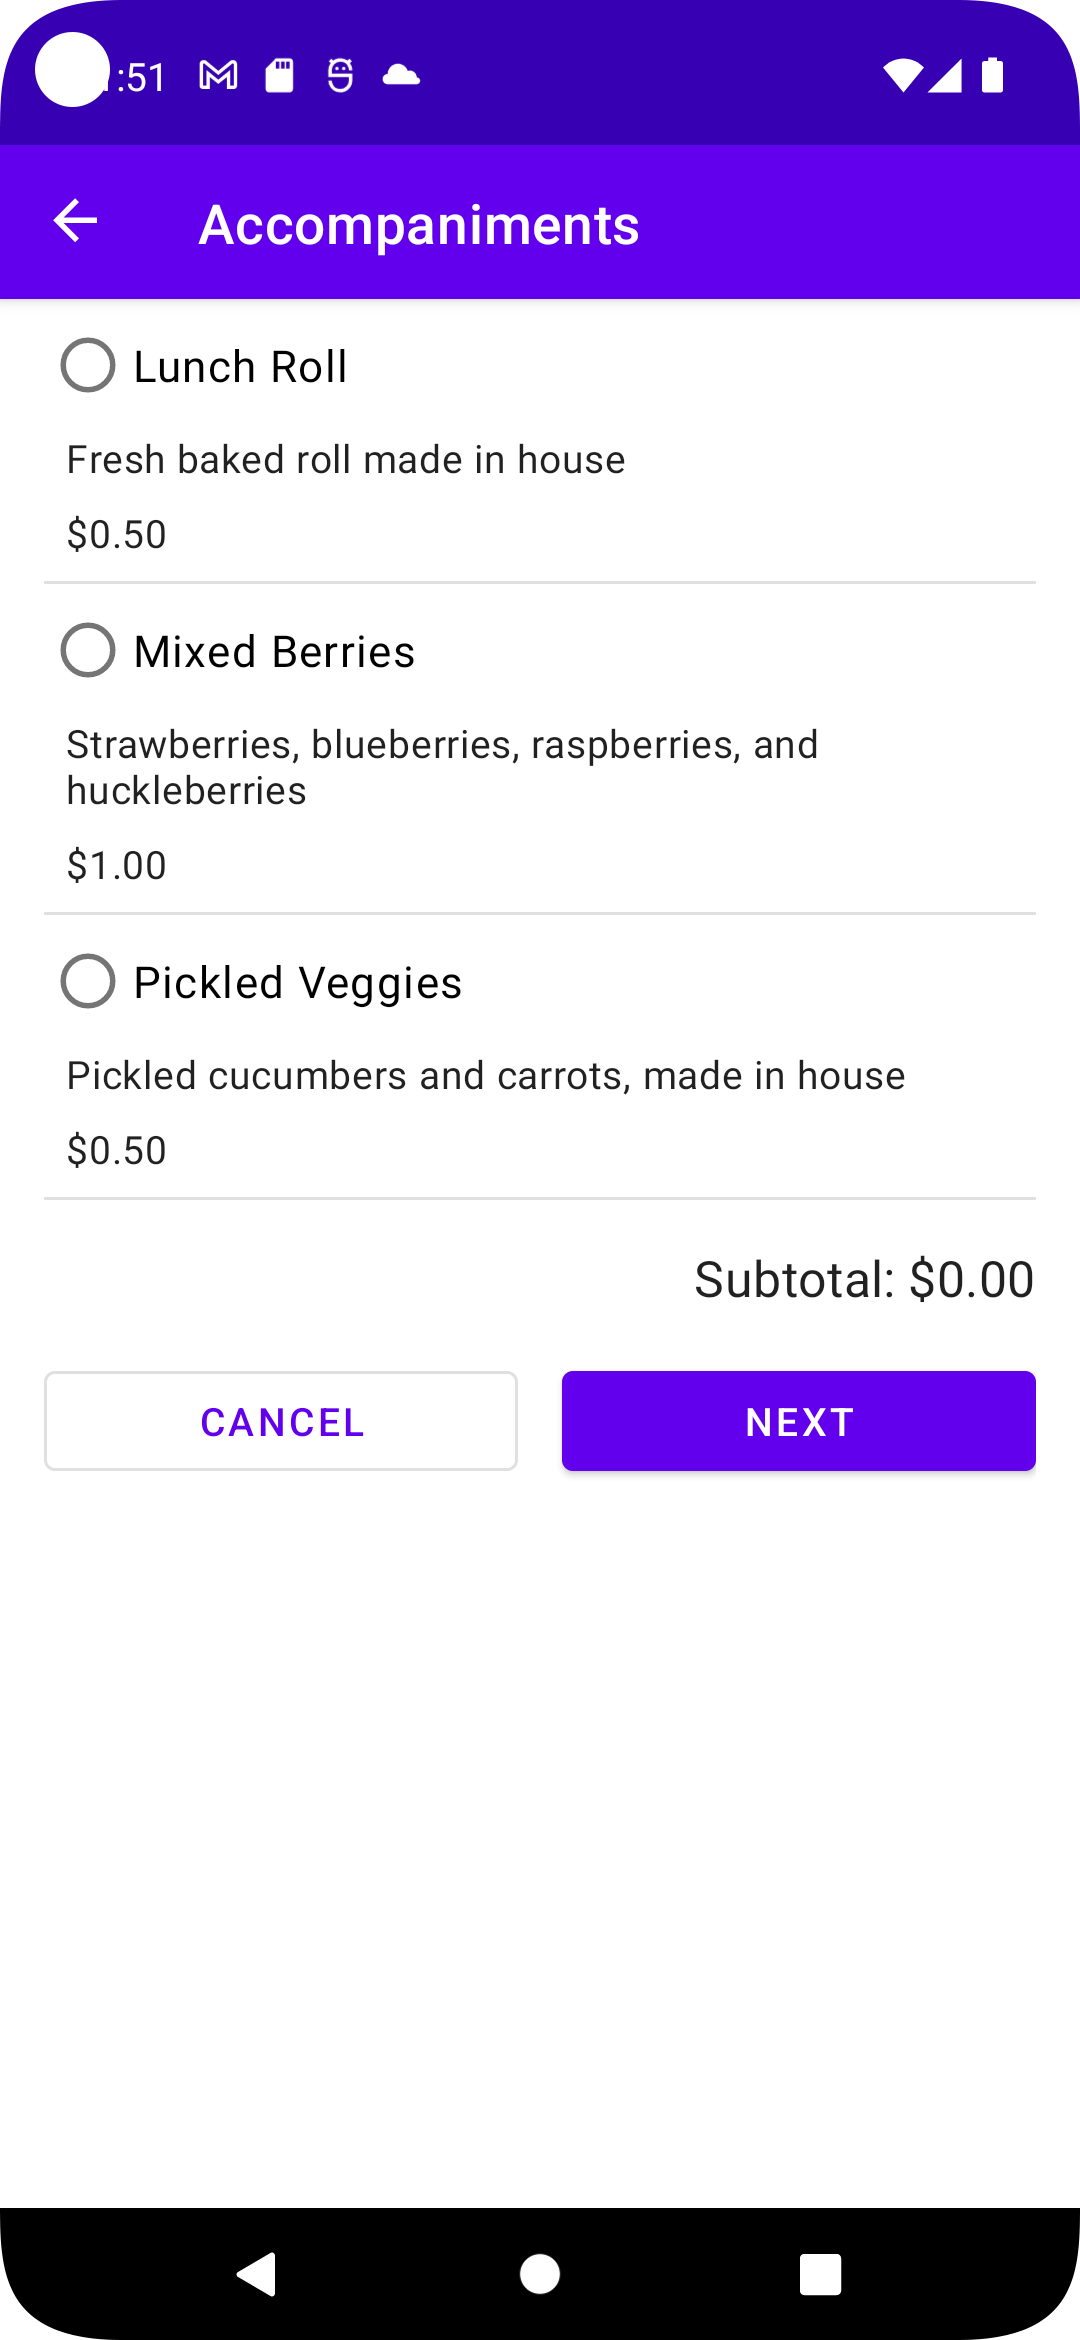 :51
Accompaniments
Lunch Roll
Fresh baked roll made in house
$0.50
Mixed Berries
Strawberries, blueberries, raspberries, and
huckleberries
$1.00
Pickled Veggies
Pickled cucumbers and carrots, made in house
$0.50
Subtotal: $0.00
CANCEL
NEXT